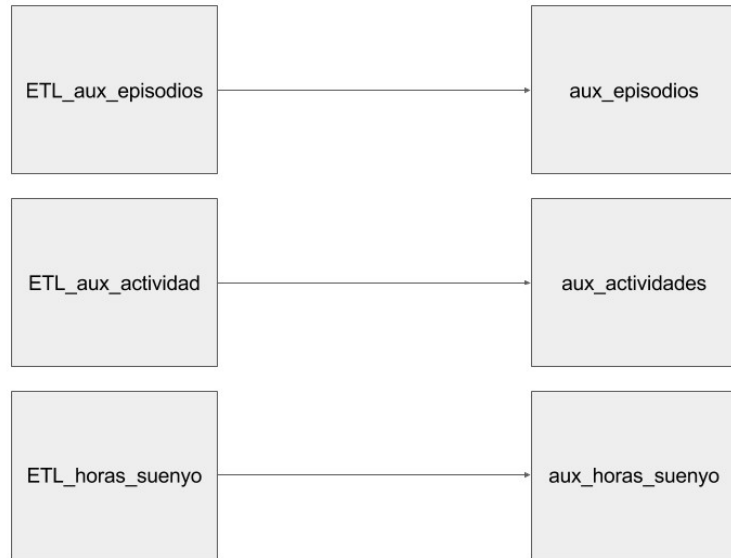 ETL_aux_episodios
aux_episodios
ETL_aux_actividad
aux_actividades
ETL_horas_suenyo
aux_horas_suenyo